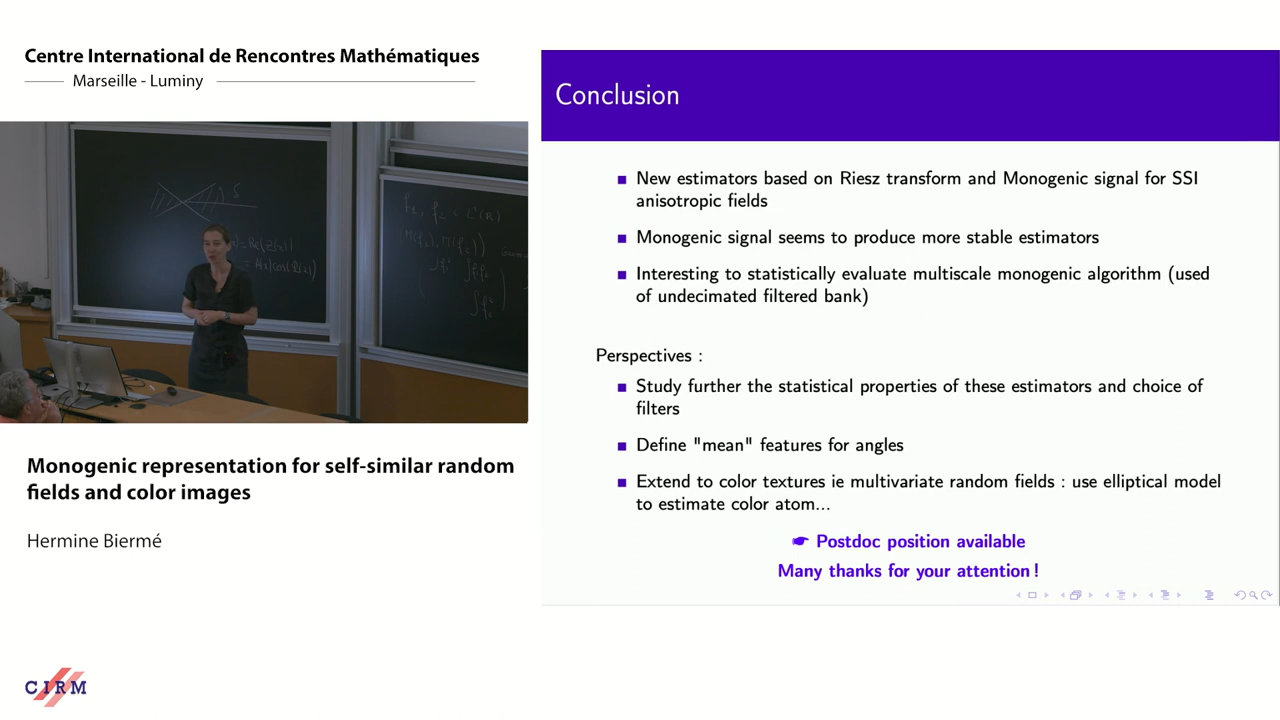 Centre International de Rencontres Mathématiques
Marseille - Luminy
Monogenic representation for self-similar random
fields and color images
Hermine Biermé
CIRM
Conclusion
New estimators based on Riesz transform and Monogenic signal for SSI
anisotropic fields
Monogenic signal seems to produce more stable estimators
Interesting to statistically evaluate multiscale monogenic algorithm (used
of undecimated filtered bank)
Perspectives :
Study further the statistical properties of these estimators and choice of
filters
Define "mean" features for angles
Extend to color textures ie multivariate random fields : use elliptical model
to estimate color atom...
☛ Postdoc position available
Many thanks for your attention !